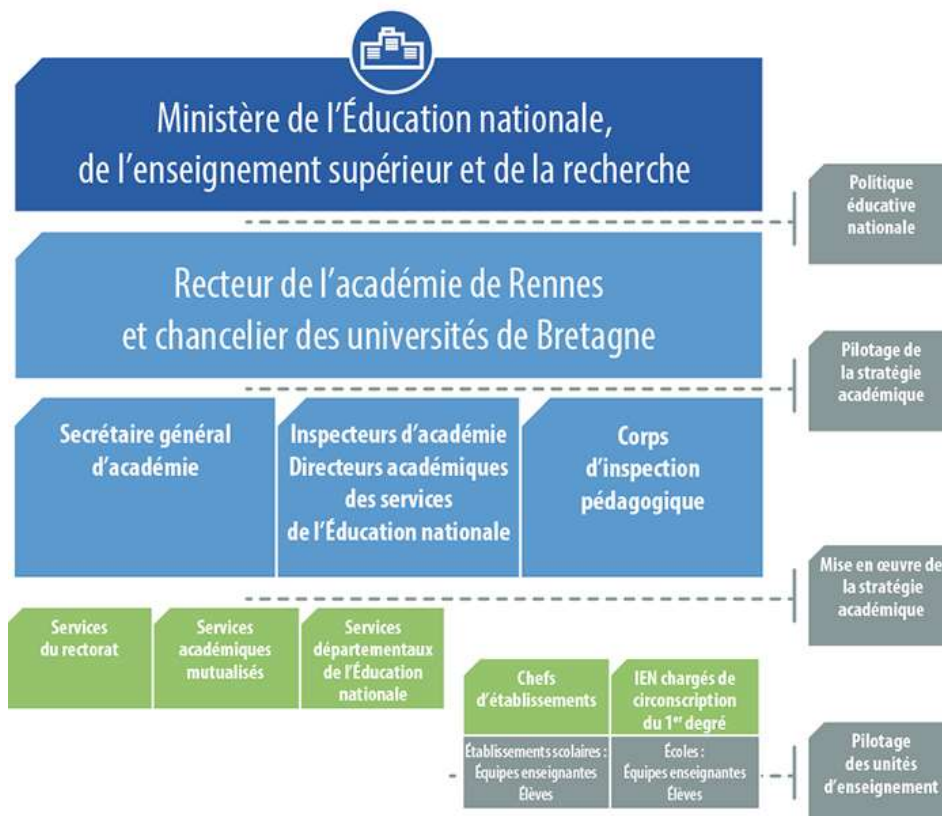 Ministère de l'Éducation nationale,
de l'enseignement supérieur et de la recherche
Politique
éducative
nationale
Recteur de l'académie de Rennes
et chancelier des universités de Bretagne
Pilotage de
la stratégie
académique
Secrétaire général
d'académie
Inspecteurs d'académie
Directeurs académiques
des services
de l'Éducation nationale
Corps
d'inspection
pédagogique
Mise en œuvre de
la stratégie
académique
Services
du rectorat
Services
académiques
mutualisés
Services
départementaux
de l'Éducation
nationale
Chefs
d'établissements
IEN chargés de
circonscription
du 1er degré
Établissements scolaires :
Équipes enseignantes
Élèves
Écoles :
Équipes enseignantes
Élèves
Pilotage
des unités
d'enseignement